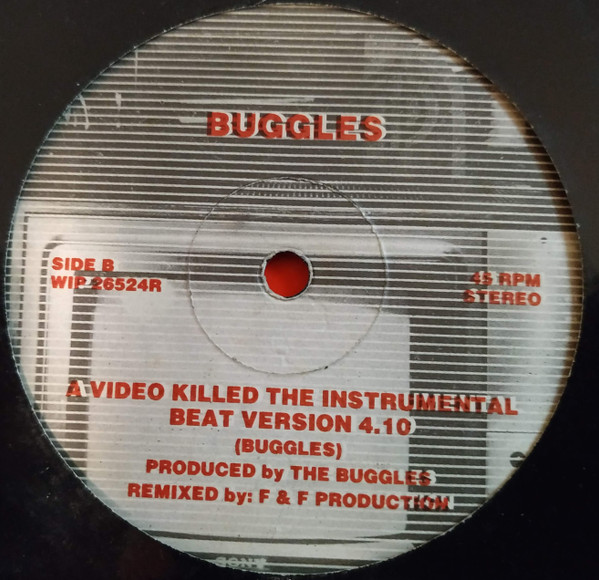 BUGGLES
SIDE B
WIP 26524R
45 RPM
STEREO
A VIDEO KILLED THE INSTRUMENTAL
BEAT VERSION 4.10
(BUGGLES)
PRODUCED by THE BUGGLES
REMIXED by: F & F PRODUCTION
SONY